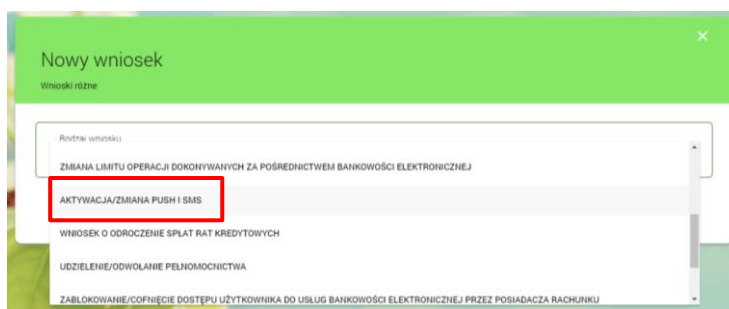 Nowy wniosek
Wnioski różne
Rodzaj wniosku
ZMIANA LIMITU OPERACJI DOKONYWANYCH ZA POŚREDNICTWEM BANKOWOŚCI ELEKTRONICZNEJ
AKTYWACJA/ZMIANA PUSH I SMS
WNIOSEK O ODROCZENIE SPŁAT RAT KREDYTOWYCH
UDZIELENIE/ODWOŁANIE PEŁNOMOCNICTWA
ZABLOKOWANIE/COFNIĘCIE DOSTĘPU UŻYTKOWNIKA DO USŁUG BANKOWOŚCI ELEKTRONICZNEJ PRZEZ POSIADACZA RACHUNKU